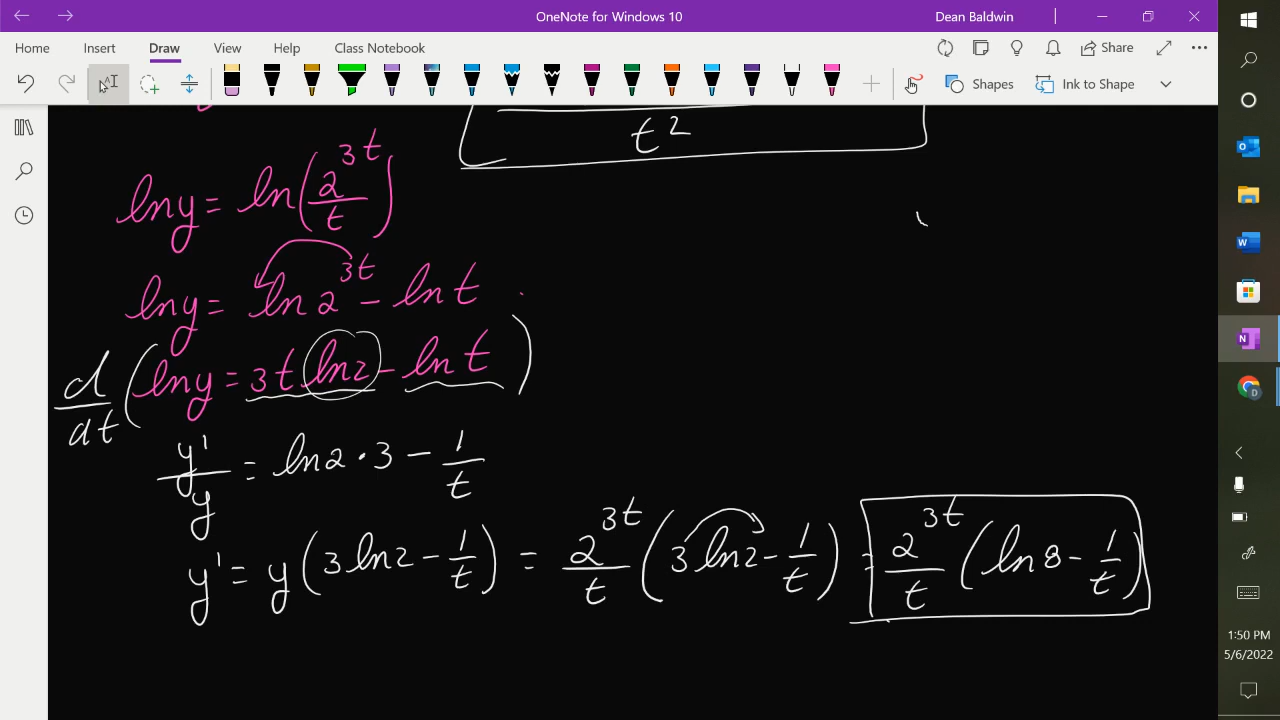 OneNote for Windows 10
Dean Baldwin
Home Insert Draw View Help Class Notebook
Share
Shapes
Ink to Shape
t²
ln y = ln(2^(3t)/t)
ln y = ln 2^(3t) - ln t
d/dt (ln y = 3t ln 2 - ln t)
y'/y = ln 2 · 3 - 1/t
y' = y(3 ln 2 - 1/t) = 2^(3t)/t (3 ln 2 - 1/t) = 2^(3t)/t (ln 8 - 1/t)
1:50 PM
5/6/2022